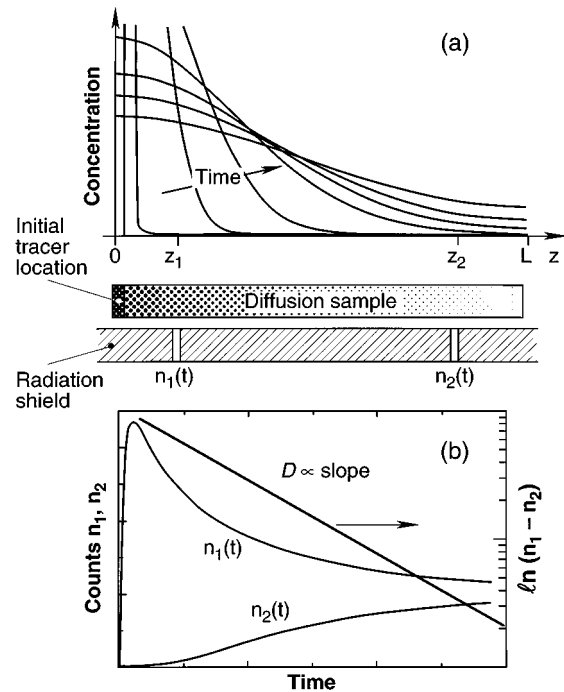 (a)
Concentration
Time
Initial
tracer
location
0
z₁
z₂
L
z
Diffusion sample
Radiation
shield
n₁(t)
n₂(t)
(b)
D ∝ slope
n₁(t)
n₂(t)
Counts n₁, n₂
ℓn (n₁ – n₂)
Time